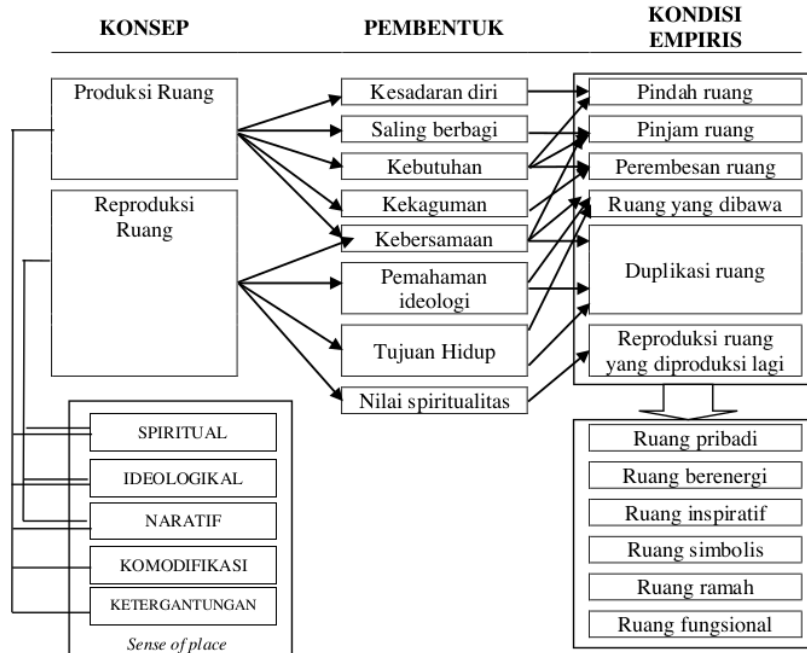 KONSEP
PEMBENTUK
KONDISI
EMPIRIS
Produksi Ruang
Reproduksi
Ruang
Kesadaran diri
Saling berbagi
Kebutuhan
Kekaguman
Kebersamaan
Pemahaman
ideologi
Tujuan Hidup
Nilai spiritualitas
Pindah ruang
Pinjam ruang
Perembesan ruang
Ruang yang dibawa
Duplikasi ruang
Reproduksi ruang
yang diproduksi lagi
SPIRITUAL
IDEOLOGIKAL
NARATIF
KOMODIFIKASI
KETERGANTUNGAN
Sense of place
Ruang pribadi
Ruang berenergi
Ruang inspiratif
Ruang simbolis
Ruang ramah
Ruang fungsional